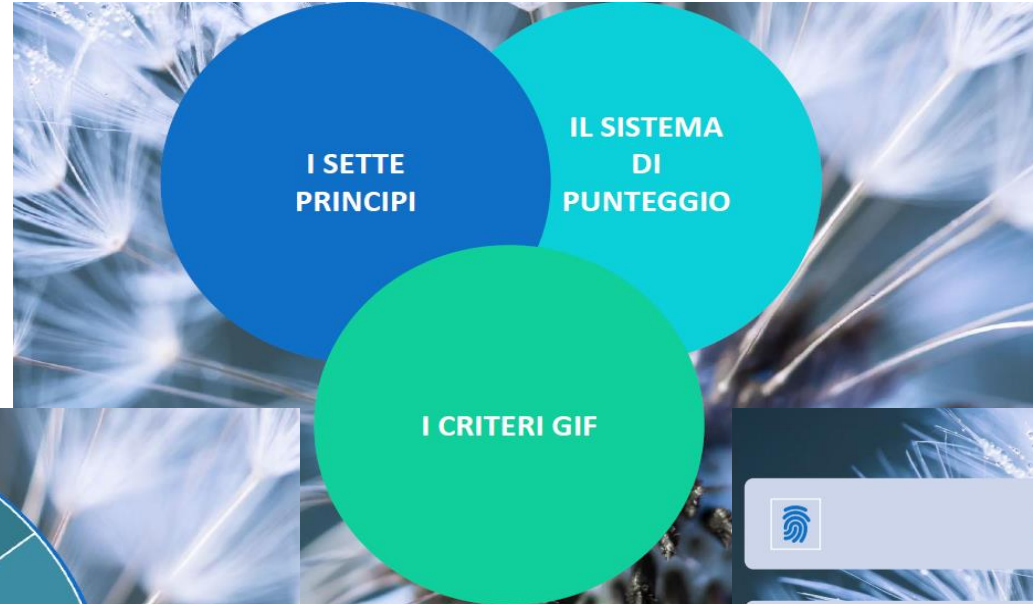 I SETTE
PRINCIPI
IL SISTEMA
DI
PUNTEGGIO
I CRITERI GIF